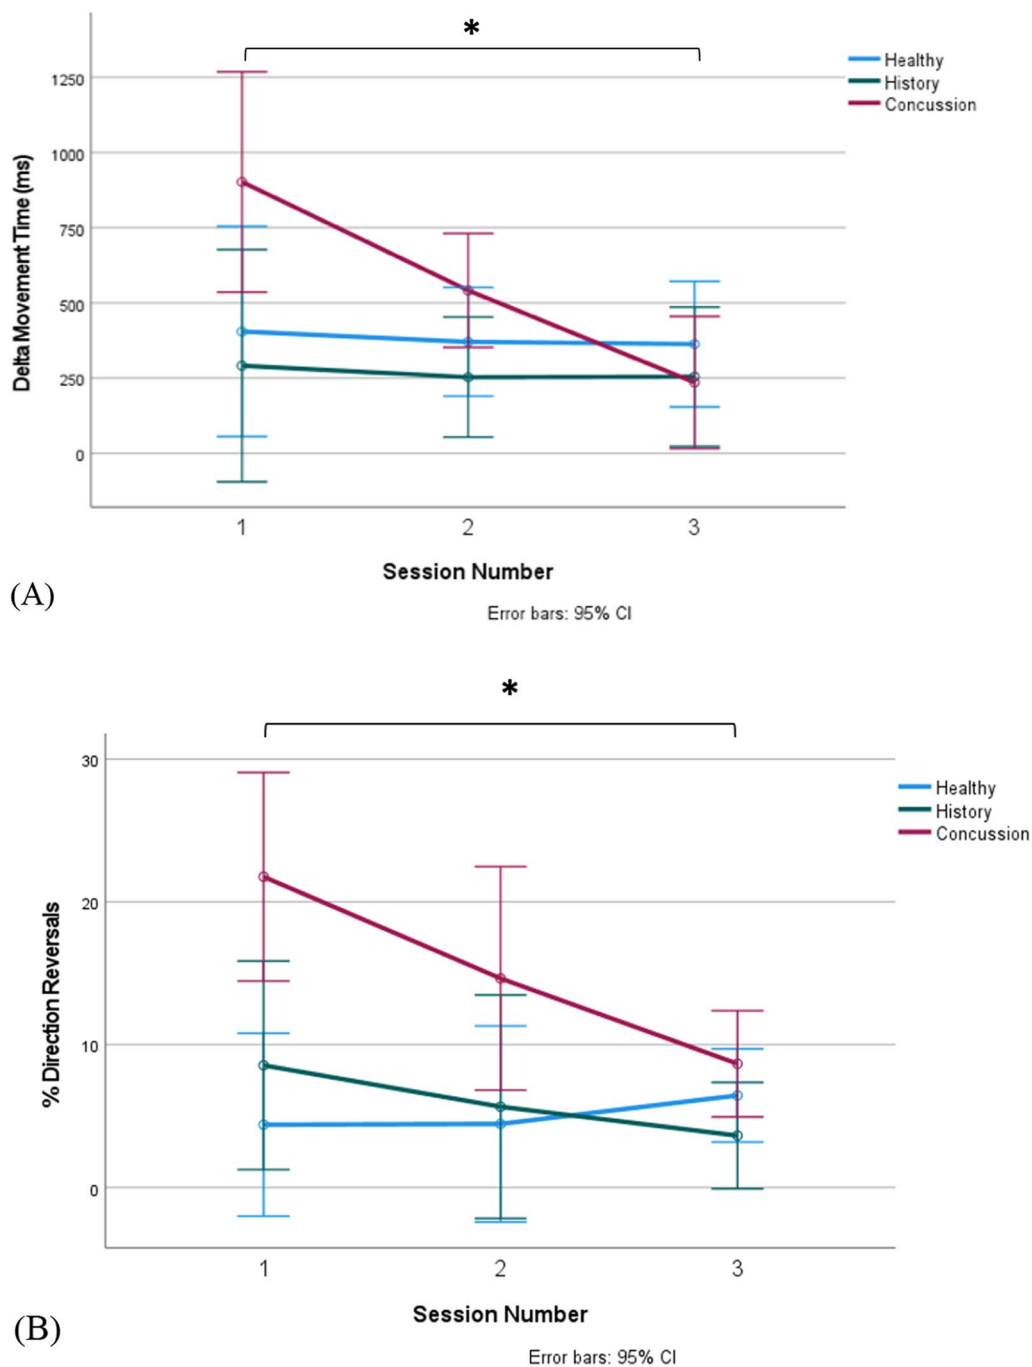 *
Healthy
History
Concussion
1250
1000
750
500
250
0
Delta Movement Time (ms)
1 2 3
Session Number
(A)
Error bars: 95% CI
*
Healthy
History
Concussion
30
20
10
0
% Direction Reversals
1 2 3
Session Number
(B)
Error bars: 95% CI